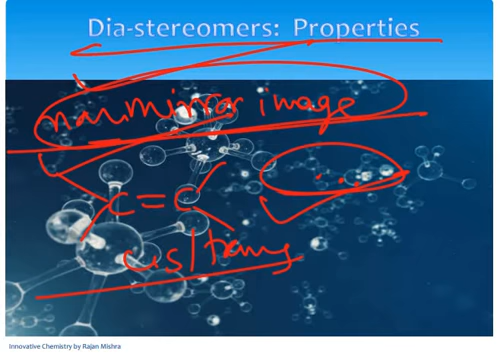 Dia-stereomers: Properties
non mirror image
C=C
cis/trans
Innovative Chemistry by Rajan Mishra